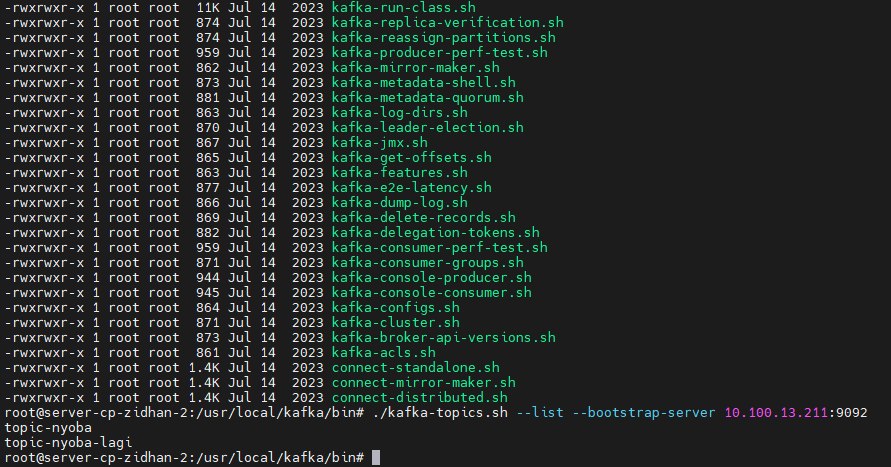 -rwxrwxr-x 1 root root  11K Jul 14  2023 kafka-run-class.sh
-rwxrwxr-x 1 root root  874 Jul 14  2023 kafka-replica-verification.sh
-rwxrwxr-x 1 root root  874 Jul 14  2023 kafka-reassign-partitions.sh
-rwxrwxr-x 1 root root  959 Jul 14  2023 kafka-producer-perf-test.sh
-rwxrwxr-x 1 root root  862 Jul 14  2023 kafka-mirror-maker.sh
-rwxrwxr-x 1 root root  873 Jul 14  2023 kafka-metadata-shell.sh
-rwxrwxr-x 1 root root  881 Jul 14  2023 kafka-metadata-quorum.sh
-rwxrwxr-x 1 root root  863 Jul 14  2023 kafka-log-dirs.sh
-rwxrwxr-x 1 root root  870 Jul 14  2023 kafka-leader-election.sh
-rwxrwxr-x 1 root root  867 Jul 14  2023 kafka-jmx.sh
-rwxrwxr-x 1 root root  865 Jul 14  2023 kafka-get-offsets.sh
-rwxrwxr-x 1 root root  863 Jul 14  2023 kafka-features.sh
-rwxrwxr-x 1 root root  877 Jul 14  2023 kafka-e2e-latency.sh
-rwxrwxr-x 1 root root  866 Jul 14  2023 kafka-dump-log.sh
-rwxrwxr-x 1 root root  869 Jul 14  2023 kafka-delete-records.sh
-rwxrwxr-x 1 root root  882 Jul 14  2023 kafka-delegation-tokens.sh
-rwxrwxr-x 1 root root  959 Jul 14  2023 kafka-consumer-perf-test.sh
-rwxrwxr-x 1 root root  871 Jul 14  2023 kafka-consumer-groups.sh
-rwxrwxr-x 1 root root  944 Jul 14  2023 kafka-console-producer.sh
-rwxrwxr-x 1 root root  945 Jul 14  2023 kafka-console-consumer.sh
-rwxrwxr-x 1 root root  864 Jul 14  2023 kafka-configs.sh
-rwxrwxr-x 1 root root  871 Jul 14  2023 kafka-cluster.sh
-rwxrwxr-x 1 root root  873 Jul 14  2023 kafka-broker-api-versions.sh
-rwxrwxr-x 1 root root  861 Jul 14  2023 kafka-acls.sh
-rwxrwxr-x 1 root root 1.4K Jul 14  2023 connect-standalone.sh
-rwxrwxr-x 1 root root 1.4K Jul 14  2023 connect-mirror-maker.sh
-rwxrwxr-x 1 root root 1.4K Jul 14  2023 connect-distributed.sh
root@server-cp-zidhan-2:/usr/local/kafka/bin# ./kafka-topics.sh --list --bootstrap-server 10.100.13.211:9092
topic-nyoba
topic-nyoba-lagi
root@server-cp-zidhan-2:/usr/local/kafka/bin#